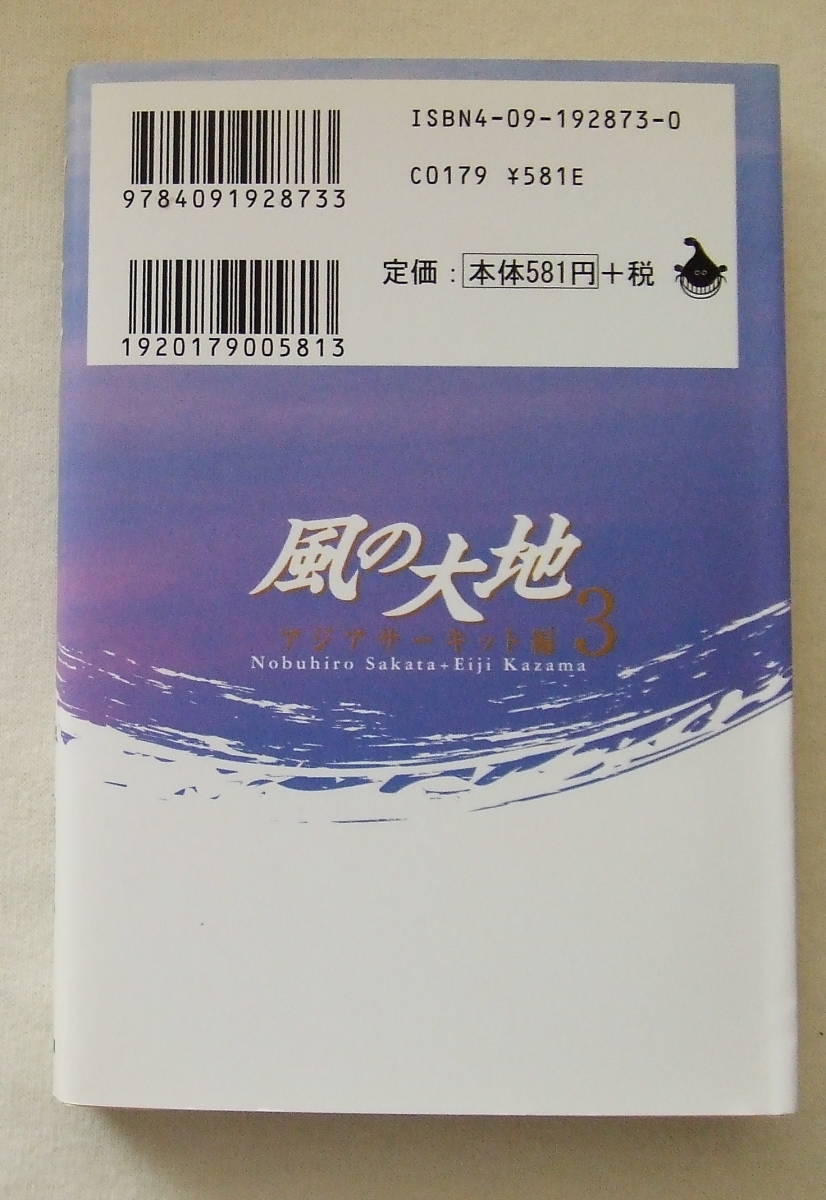 ISBN4-09-192873-0
9784091928733
C0179 ¥581E
定価：本体581円＋税
1920179005813
風の大地
アジアサーキット編 3
Nobuhiro Sakata+Eiji Kazama